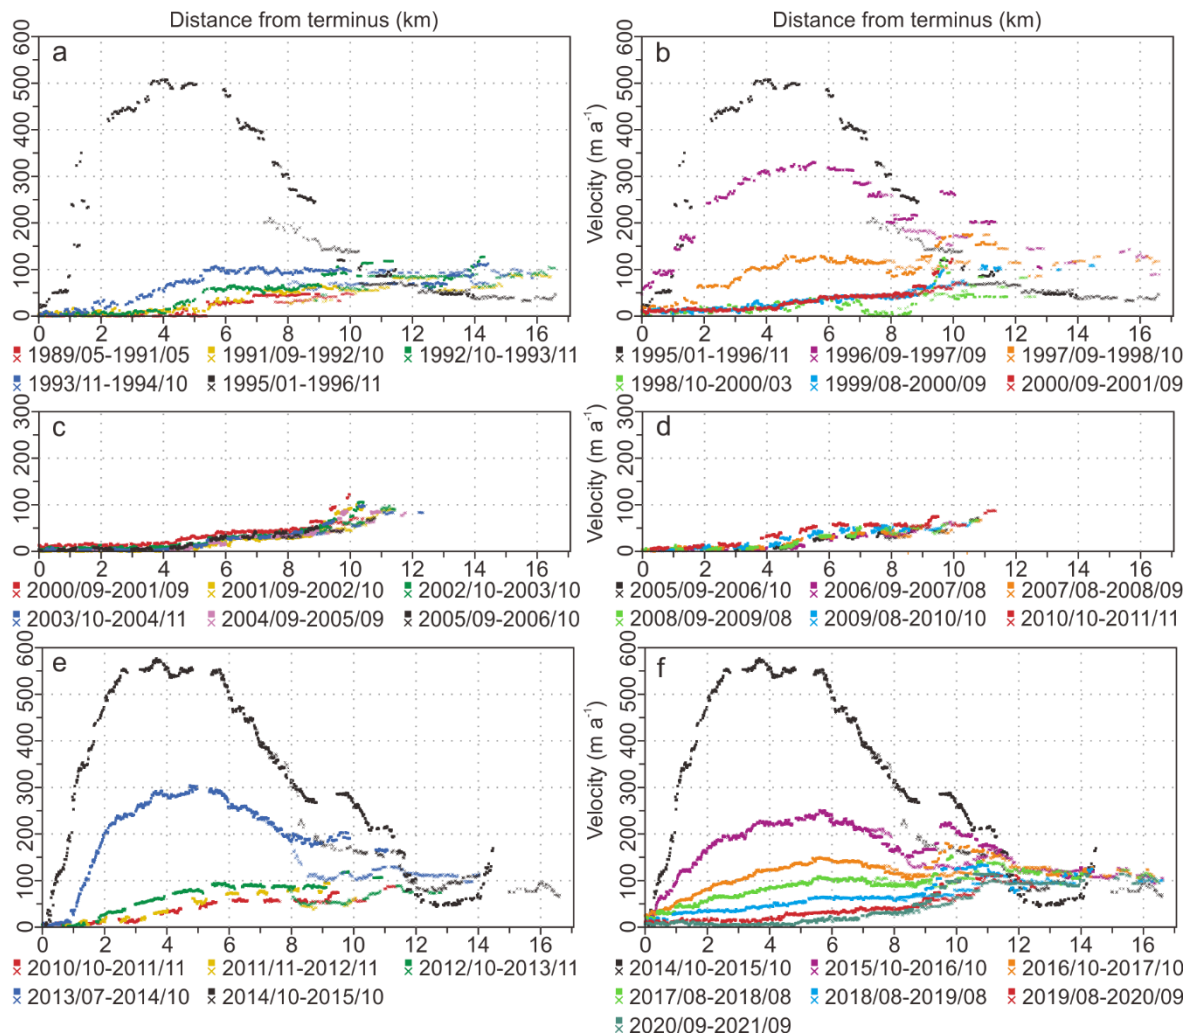 Distance from terminus (km) Distance from terminus (km)
a b
600 500 400 300 200 100 0
Velocity (m a⁻¹)
600 500 400 300 200 100 0
0 2 4 6 8 10 12 14 16 0 2 4 6 8 10 12 14 16
1989/05-1991/05 1991/09-1992/10 1992/10-1993/11
1993/11-1994/10 1995/01-1996/11
1995/01-1996/11 1996/09-1997/09 1997/09-1998/10
1998/10-2000/03 1999/08-2000/09 2000/09-2001/09
c d
300 200 100 0
Velocity (m a⁻¹)
300 200 100 0
0 2 4 6 8 10 12 14 16 0 2 4 6 8 10 12 14 16
2000/09-2001/09 2001/09-2002/10 2002/10-2003/10
2003/10-2004/11 2004/09-2005/09 2005/09-2006/10
2005/09-2006/10 2006/09-2007/08 2007/08-2008/09
2008/09-2009/08 2009/08-2010/10 2010/10-2011/11
e f
600 500 400 300 200 100 0
Velocity (m a⁻¹)
600 500 400 300 200 100 0
0 2 4 6 8 10 12 14 16 0 2 4 6 8 10 12 14 16
2010/10-2011/11 2011/11-2012/11 2012/10-2013/11
2013/07-2014/10 2014/10-2015/10
2014/10-2015/10 2015/10-2016/10 2016/10-2017/10
2017/08-2018/08 2018/08-2019/08 2019/08-2020/09
2020/09-2021/09